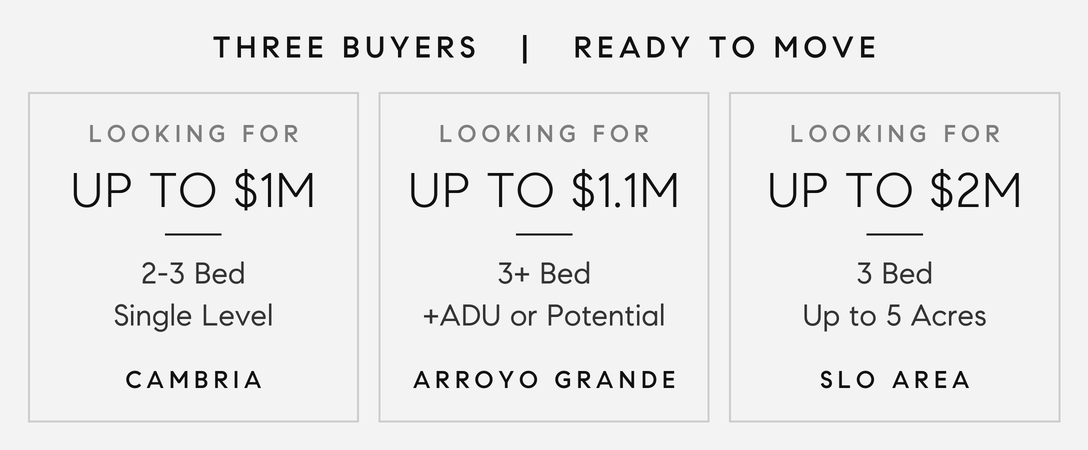 THREE BUYERS | READY TO MOVE
LOOKING FOR
UP TO $1M
2-3 Bed
Single Level
CAMBRIA
LOOKING FOR
UP TO $1.1M
3+ Bed
+ADU or Potential
ARROYO GRANDE
LOOKING FOR
UP TO $2M
3 Bed
Up to 5 Acres
SLO AREA